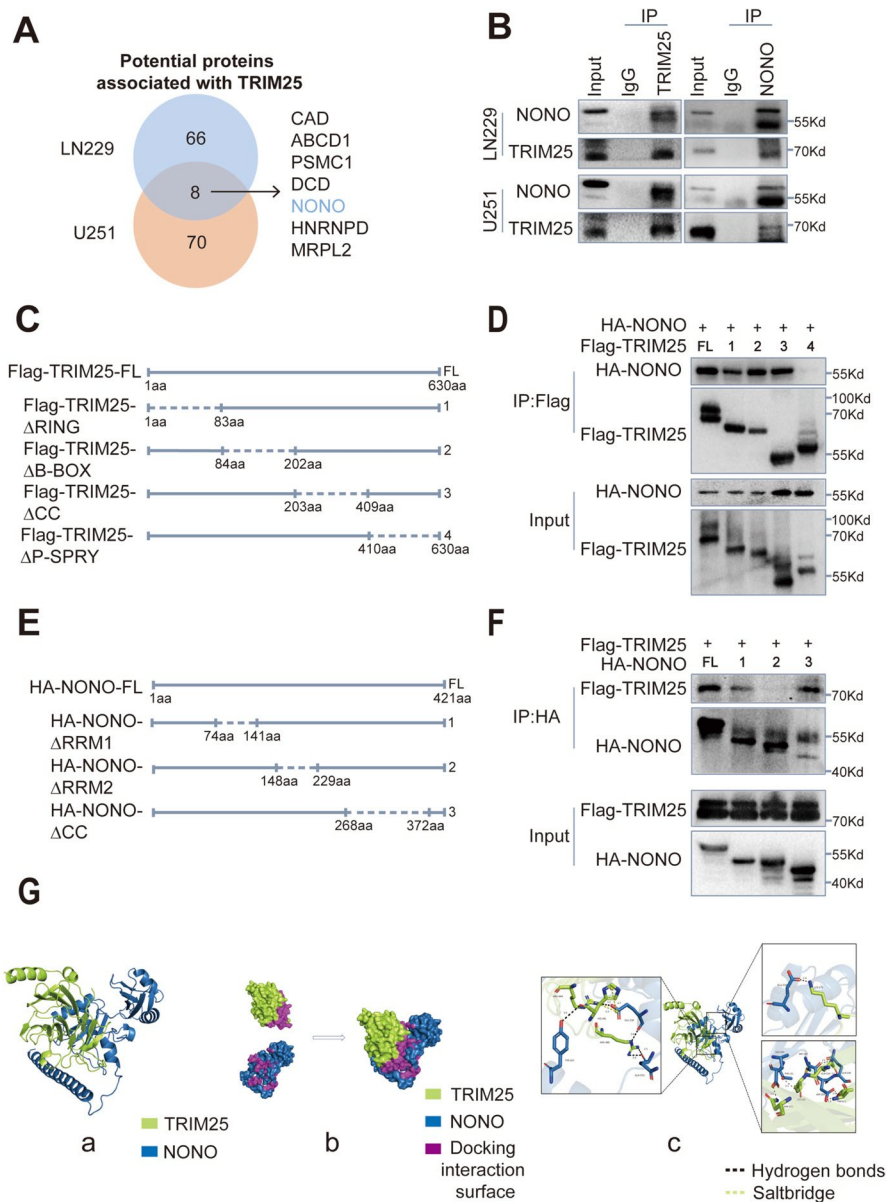 A
Potential proteins
associated with TRIM25
LN229
66
8
U251
70
CAD
ABCD1
PSMC1
DCD
NONO
HNRNPD
MRPL2
B
IP
IP
Input
IgG
TRIM25
Input
IgG
NONO
LN229
NONO
55Kd
TRIM25
70Kd
U251
NONO
55Kd
TRIM25
70Kd
C
Flag-TRIM25-FL
FL
1aa
630aa
Flag-TRIM25-
ΔRING
1
1aa
83aa
Flag-TRIM25-
ΔB-BOX
2
84aa
202aa
Flag-TRIM25-
ΔCC
3
203aa
409aa
Flag-TRIM25-
ΔP-SPRY
4
410aa
630aa
D
HA-NONO + + + + +
Flag-TRIM25 FL 1 2 3 4
IP:Flag
HA-NONO
55Kd
Flag-TRIM25
100Kd
70Kd
55Kd
Input
HA-NONO
55Kd
Flag-TRIM25
100Kd
70Kd
55Kd
E
HA-NONO-FL
FL
1aa
421aa
HA-NONO-
ΔRRM1
1
74aa
141aa
HA-NONO-
ΔRRM2
2
148aa
229aa
HA-NONO-
ΔCC
3
268aa
372aa
F
Flag-TRIM25 + + + +
HA-NONO FL 1 2 3
IP:HA
Flag-TRIM25
70Kd
HA-NONO
55Kd
40Kd
Input
Flag-TRIM25
70Kd
HA-NONO
55Kd
40Kd
G
TRIM25
NONO
a
TRIM25
NONO
Docking
interaction
surface
b
c
Hydrogen bonds
Saltbridge